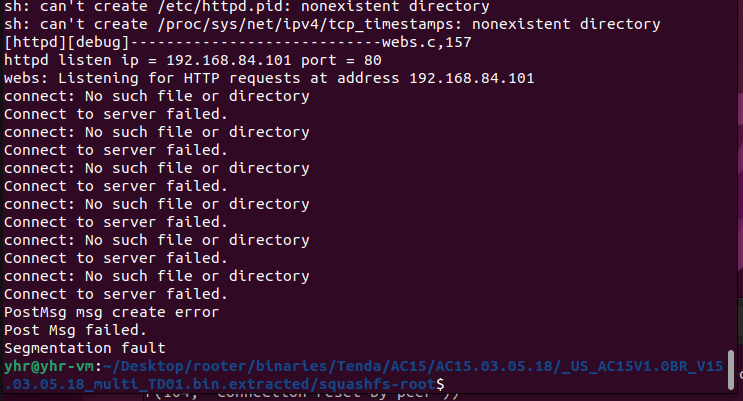 sh: can't create /etc/httpd.pid: nonexistent directory
sh: can't create /proc/sys/net/ipv4/tcp_timestamps: nonexistent directory
[httpd][debug]----------------------------webs.c,157
httpd listen ip = 192.168.84.101 port = 80
webs: Listening for HTTP requests at address 192.168.84.101
connect: No such file or directory
Connect to server failed.
connect: No such file or directory
Connect to server failed.
connect: No such file or directory
Connect to server failed.
connect: No such file or directory
Connect to server failed.
connect: No such file or directory
Connect to server failed.
connect: No such file or directory
Connect to server failed.
PostMsg msg create error
Post Msg failed.
Segmentation fault
yhr@yhr-vm:~/Desktop/rooter/binaries/Tenda/AC15/AC15.03.05.18/_US_AC15V1.0BR_V15
.03.05.18_multi_TD01.bin.extracted/squashfs-root$